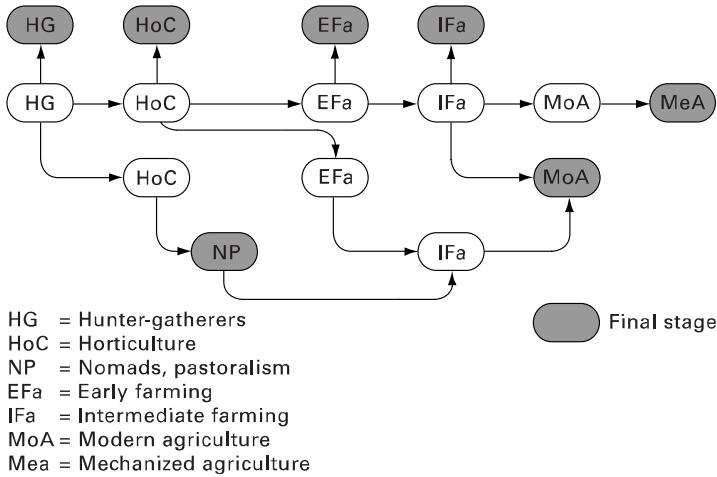 HG HoC EFa IFa
HG HoC EFa IFa MoA MeA
HoC EFa MoA
NP IFa
HG = Hunter-gatherers
HoC = Horticulture
NP = Nomads, pastoralism
EFa = Early farming
IFa = Intermediate farming
MoA = Modern agriculture
Mea = Mechanized agriculture
Final stage